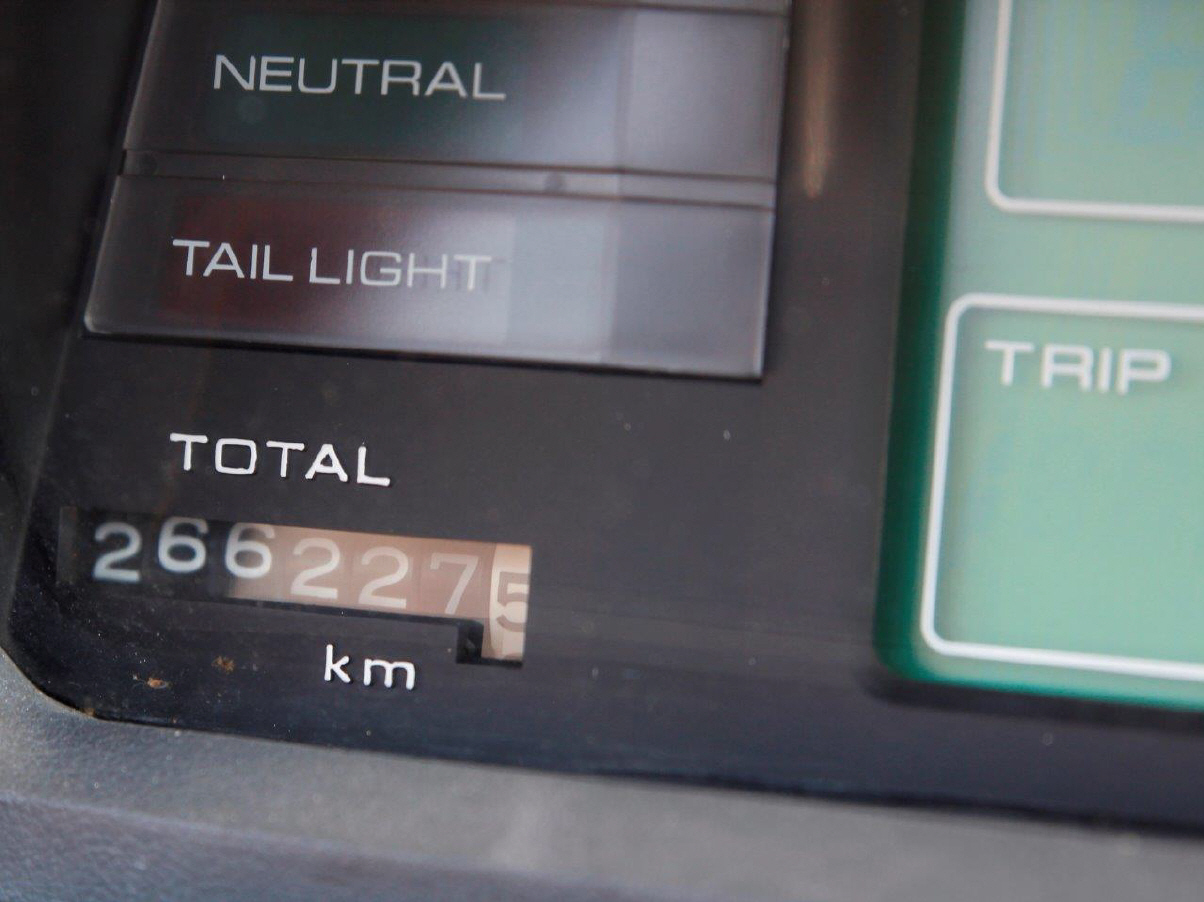 NEUTRAL
TAIL LIGHT
TRIP
TOTAL
2662275
km